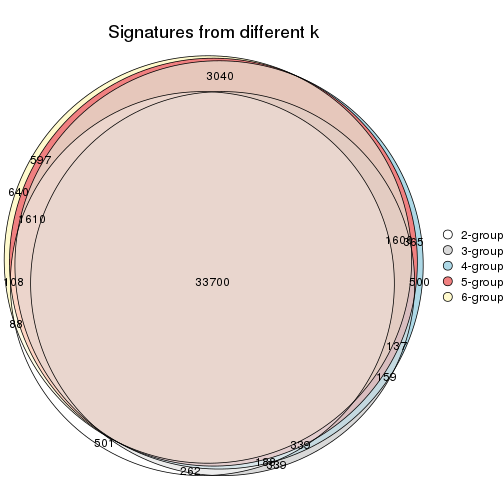 Signatures from different k
3040
597
640
1610
1608
365
33700
108
500
88
137
159
501
339
262
188
339
2-group
3-group
4-group
5-group
6-group